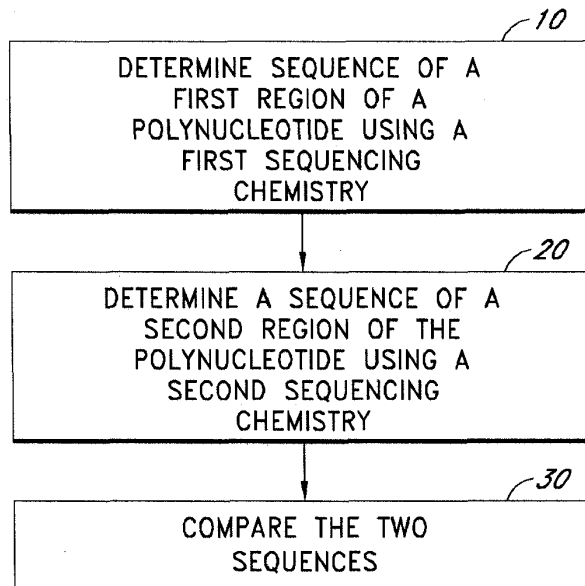 10
DETERMINE SEQUENCE OF A
FIRST REGION OF A
POLYNUCLEOTIDE USING A
FIRST SEQUENCING
CHEMISTRY
20
DETERMINE A SEQUENCE OF A
SECOND REGION OF THE
POLYNUCLEOTIDE USING A
SECOND SEQUENCING
CHEMISTRY
30
COMPARE THE TWO
SEQUENCES